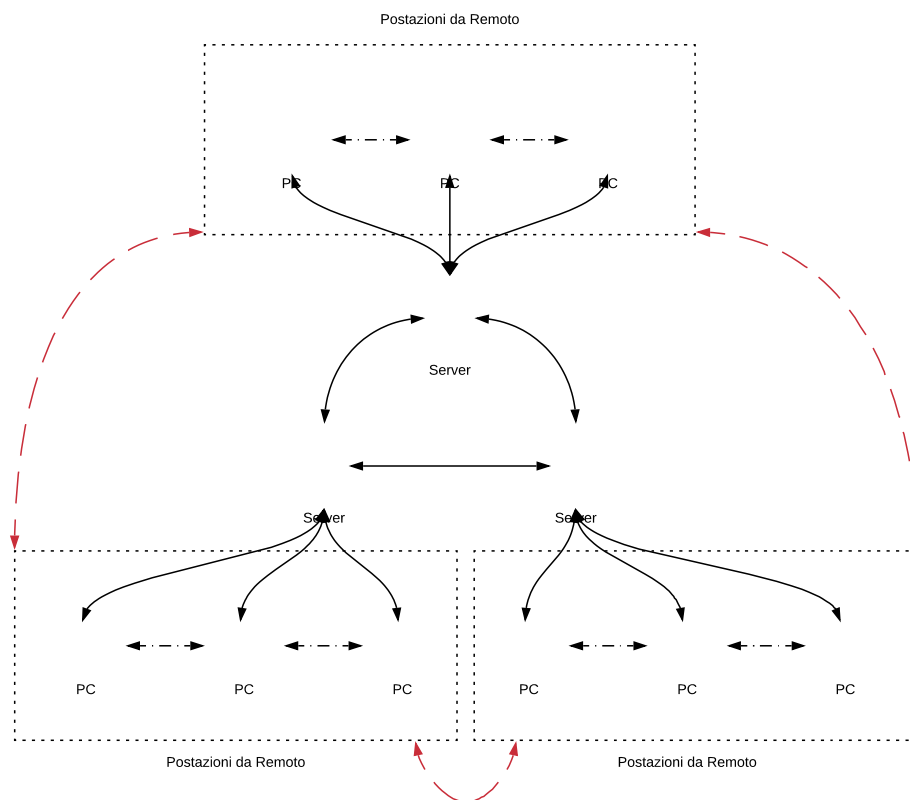 Postazioni da Remoto
PC PC PC
Server
Server Server
PC PC PC PC PC PC
Postazioni da Remoto Postazioni da Remoto